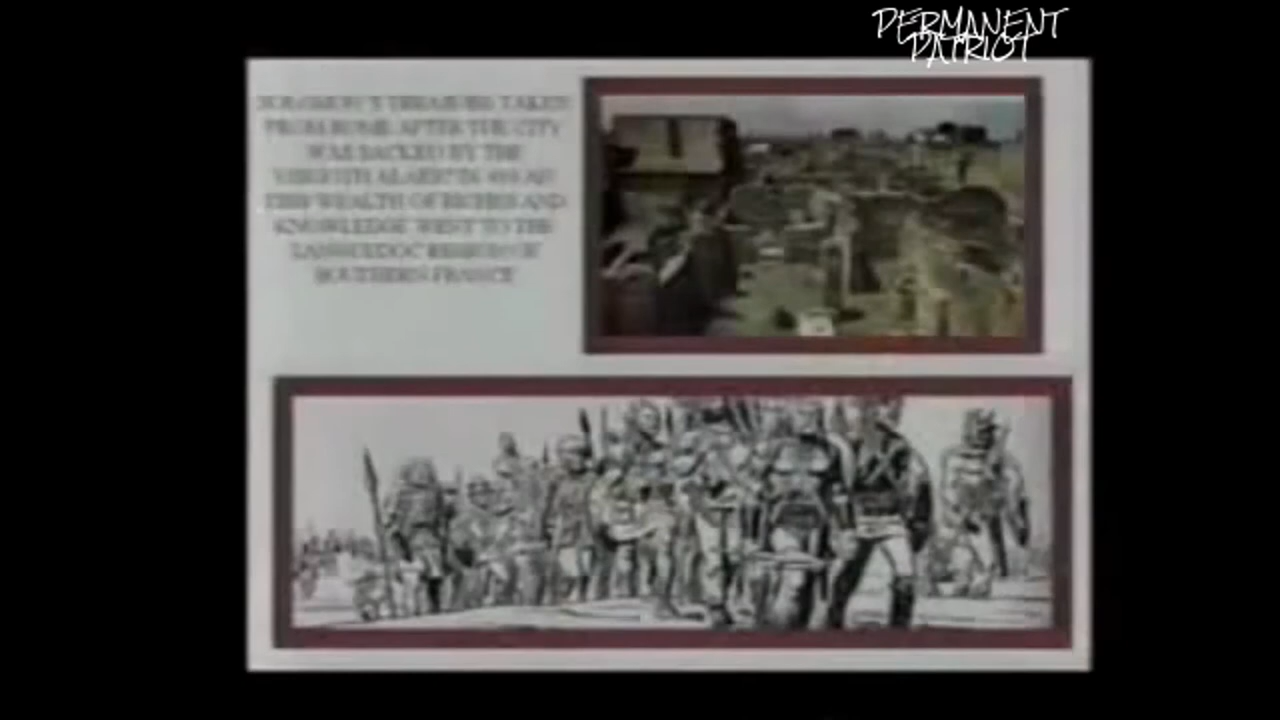 PERMANENT
PATRIOT
SOLOMON'S TREASURE TAKEN
FROM ROME AFTER THE CITY
WAS SACKED BY THE
VISIGOTH ALARIC IN 410 AD
THIS WEALTH OF RICHES AND
KNOWLEDGE WENT TO THE
LANGUEDOC REGION OF
SOUTHERN FRANCE